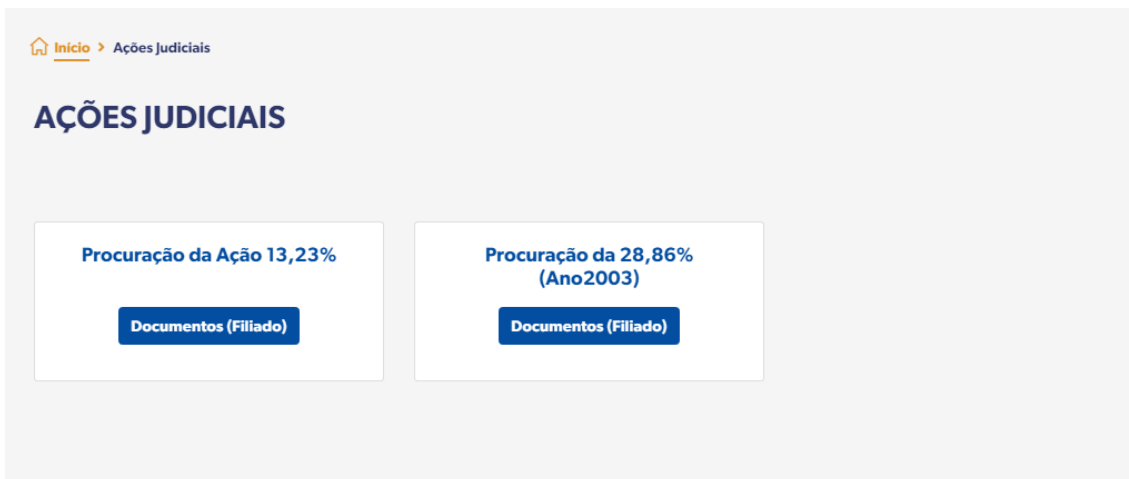 Início > Ações Judiciais
AÇÕES JUDICIAIS
Procuração da Ação 13,23%
Documentos (Filiado)
Procuração da 28,86%
(Ano2003)
Documentos (Filiado)